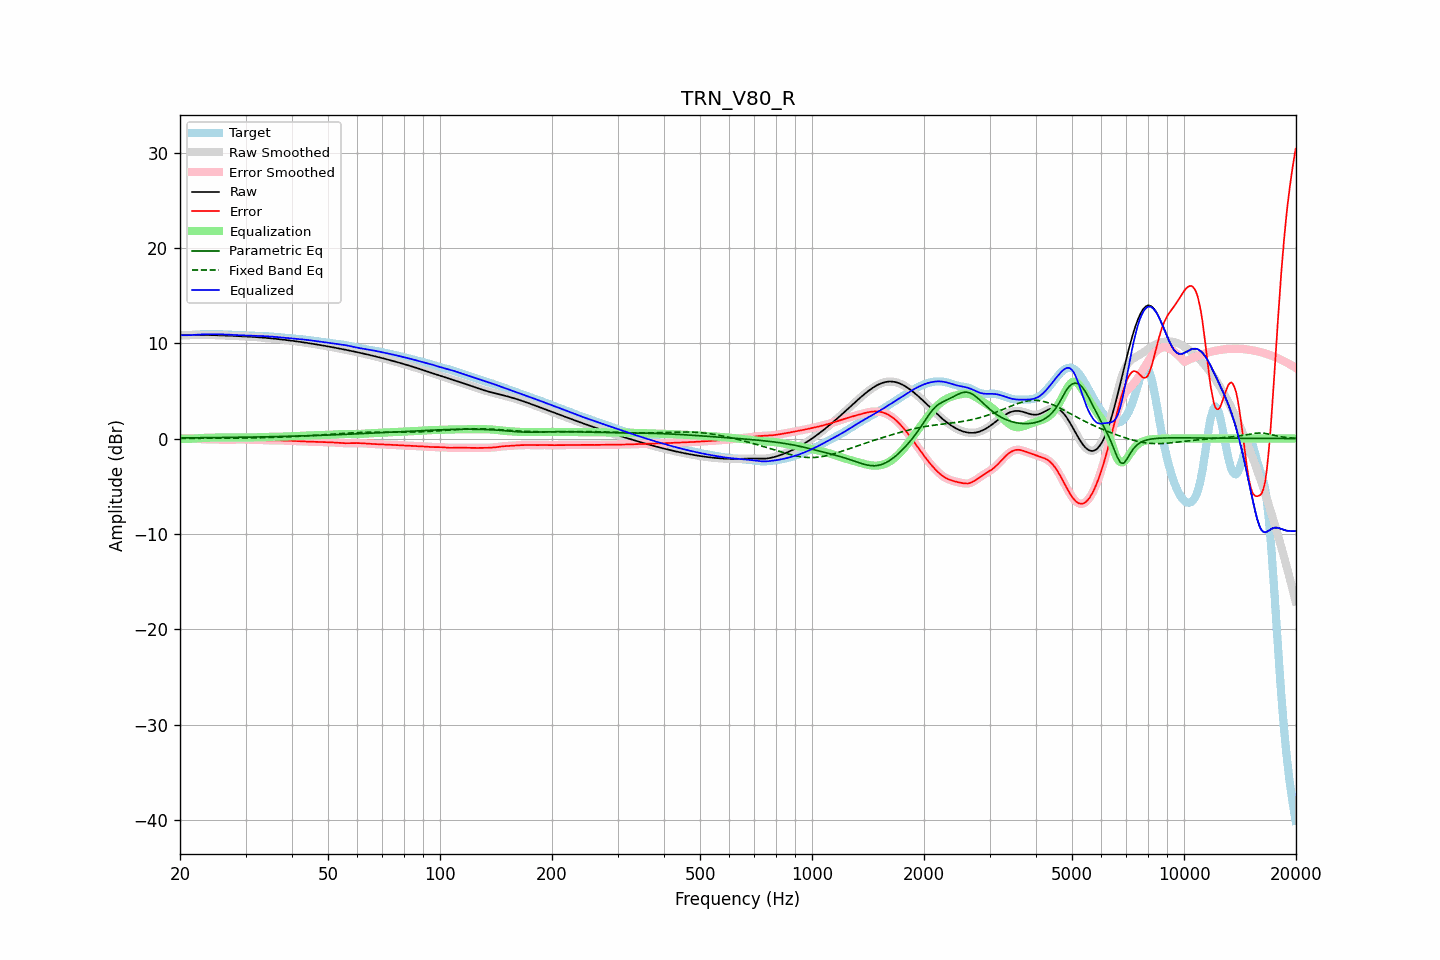 TRN_V80_R
Target
Raw Smoothed
Error Smoothed
Raw
Error
Equalization
Parametric Eq
Fixed Band Eq
Equalized
30
20
10
0
−10
−20
−30
−40
Amplitude (dBr)
20 50 100 200 500 1000 2000 5000 10000 20000
Frequency (Hz)